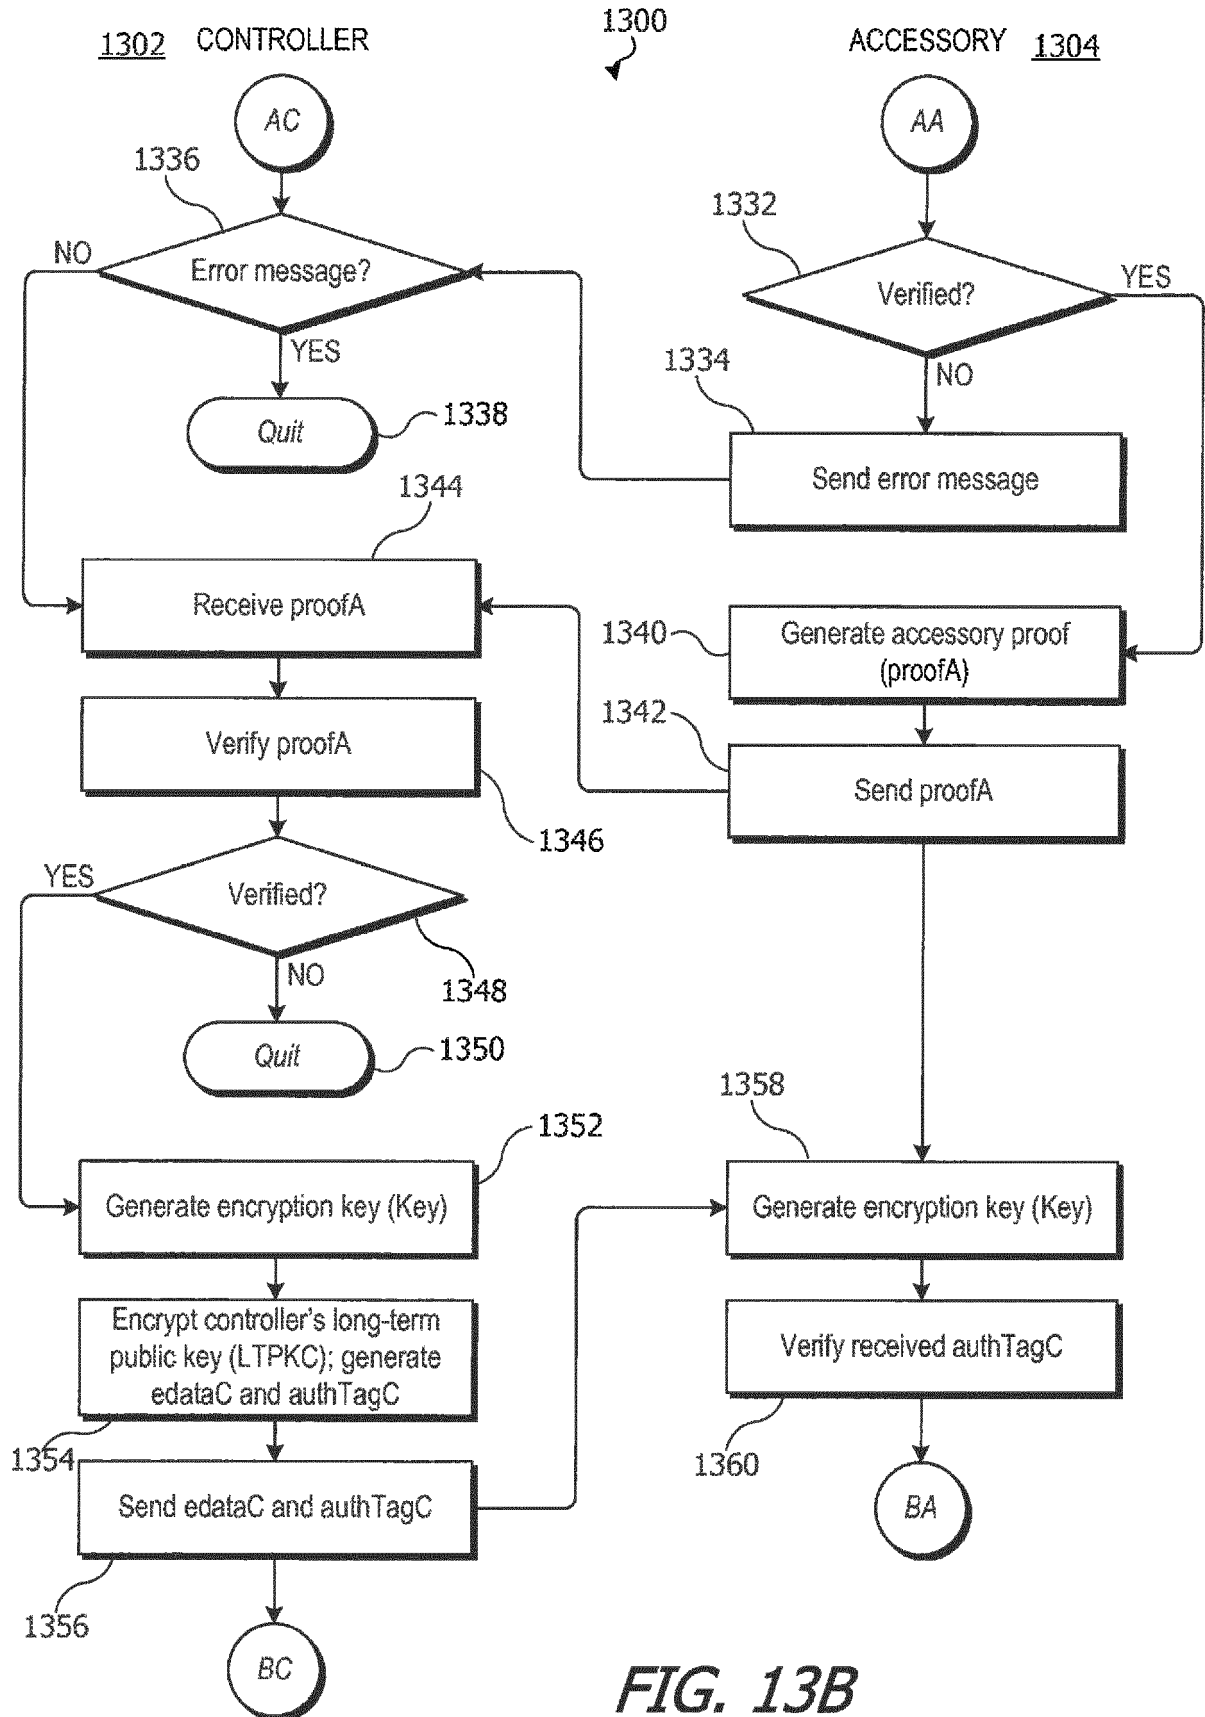 1300
1302 CONTROLLER
ACCESSORY 1304
AC
AA
1336
1332
NO
Error message?
YES
Verified?
YES
1334
NO
Quit
1338
Send error message
1344
Receive proofA
1340
Generate accessory proof
(proofA)
1342
Verify proofA
Send proofA
1346
YES
Verified?
NO
1348
Quit
1350
1358
1352
Generate encryption key (Key)
Generate encryption key (Key)
Encrypt controller's long-term
public key (LTPKC); generate
edataC and authTagC
Verify received authTagC
1354
1360
Send edataC and authTagC
BA
1356
BC
FIG. 13B